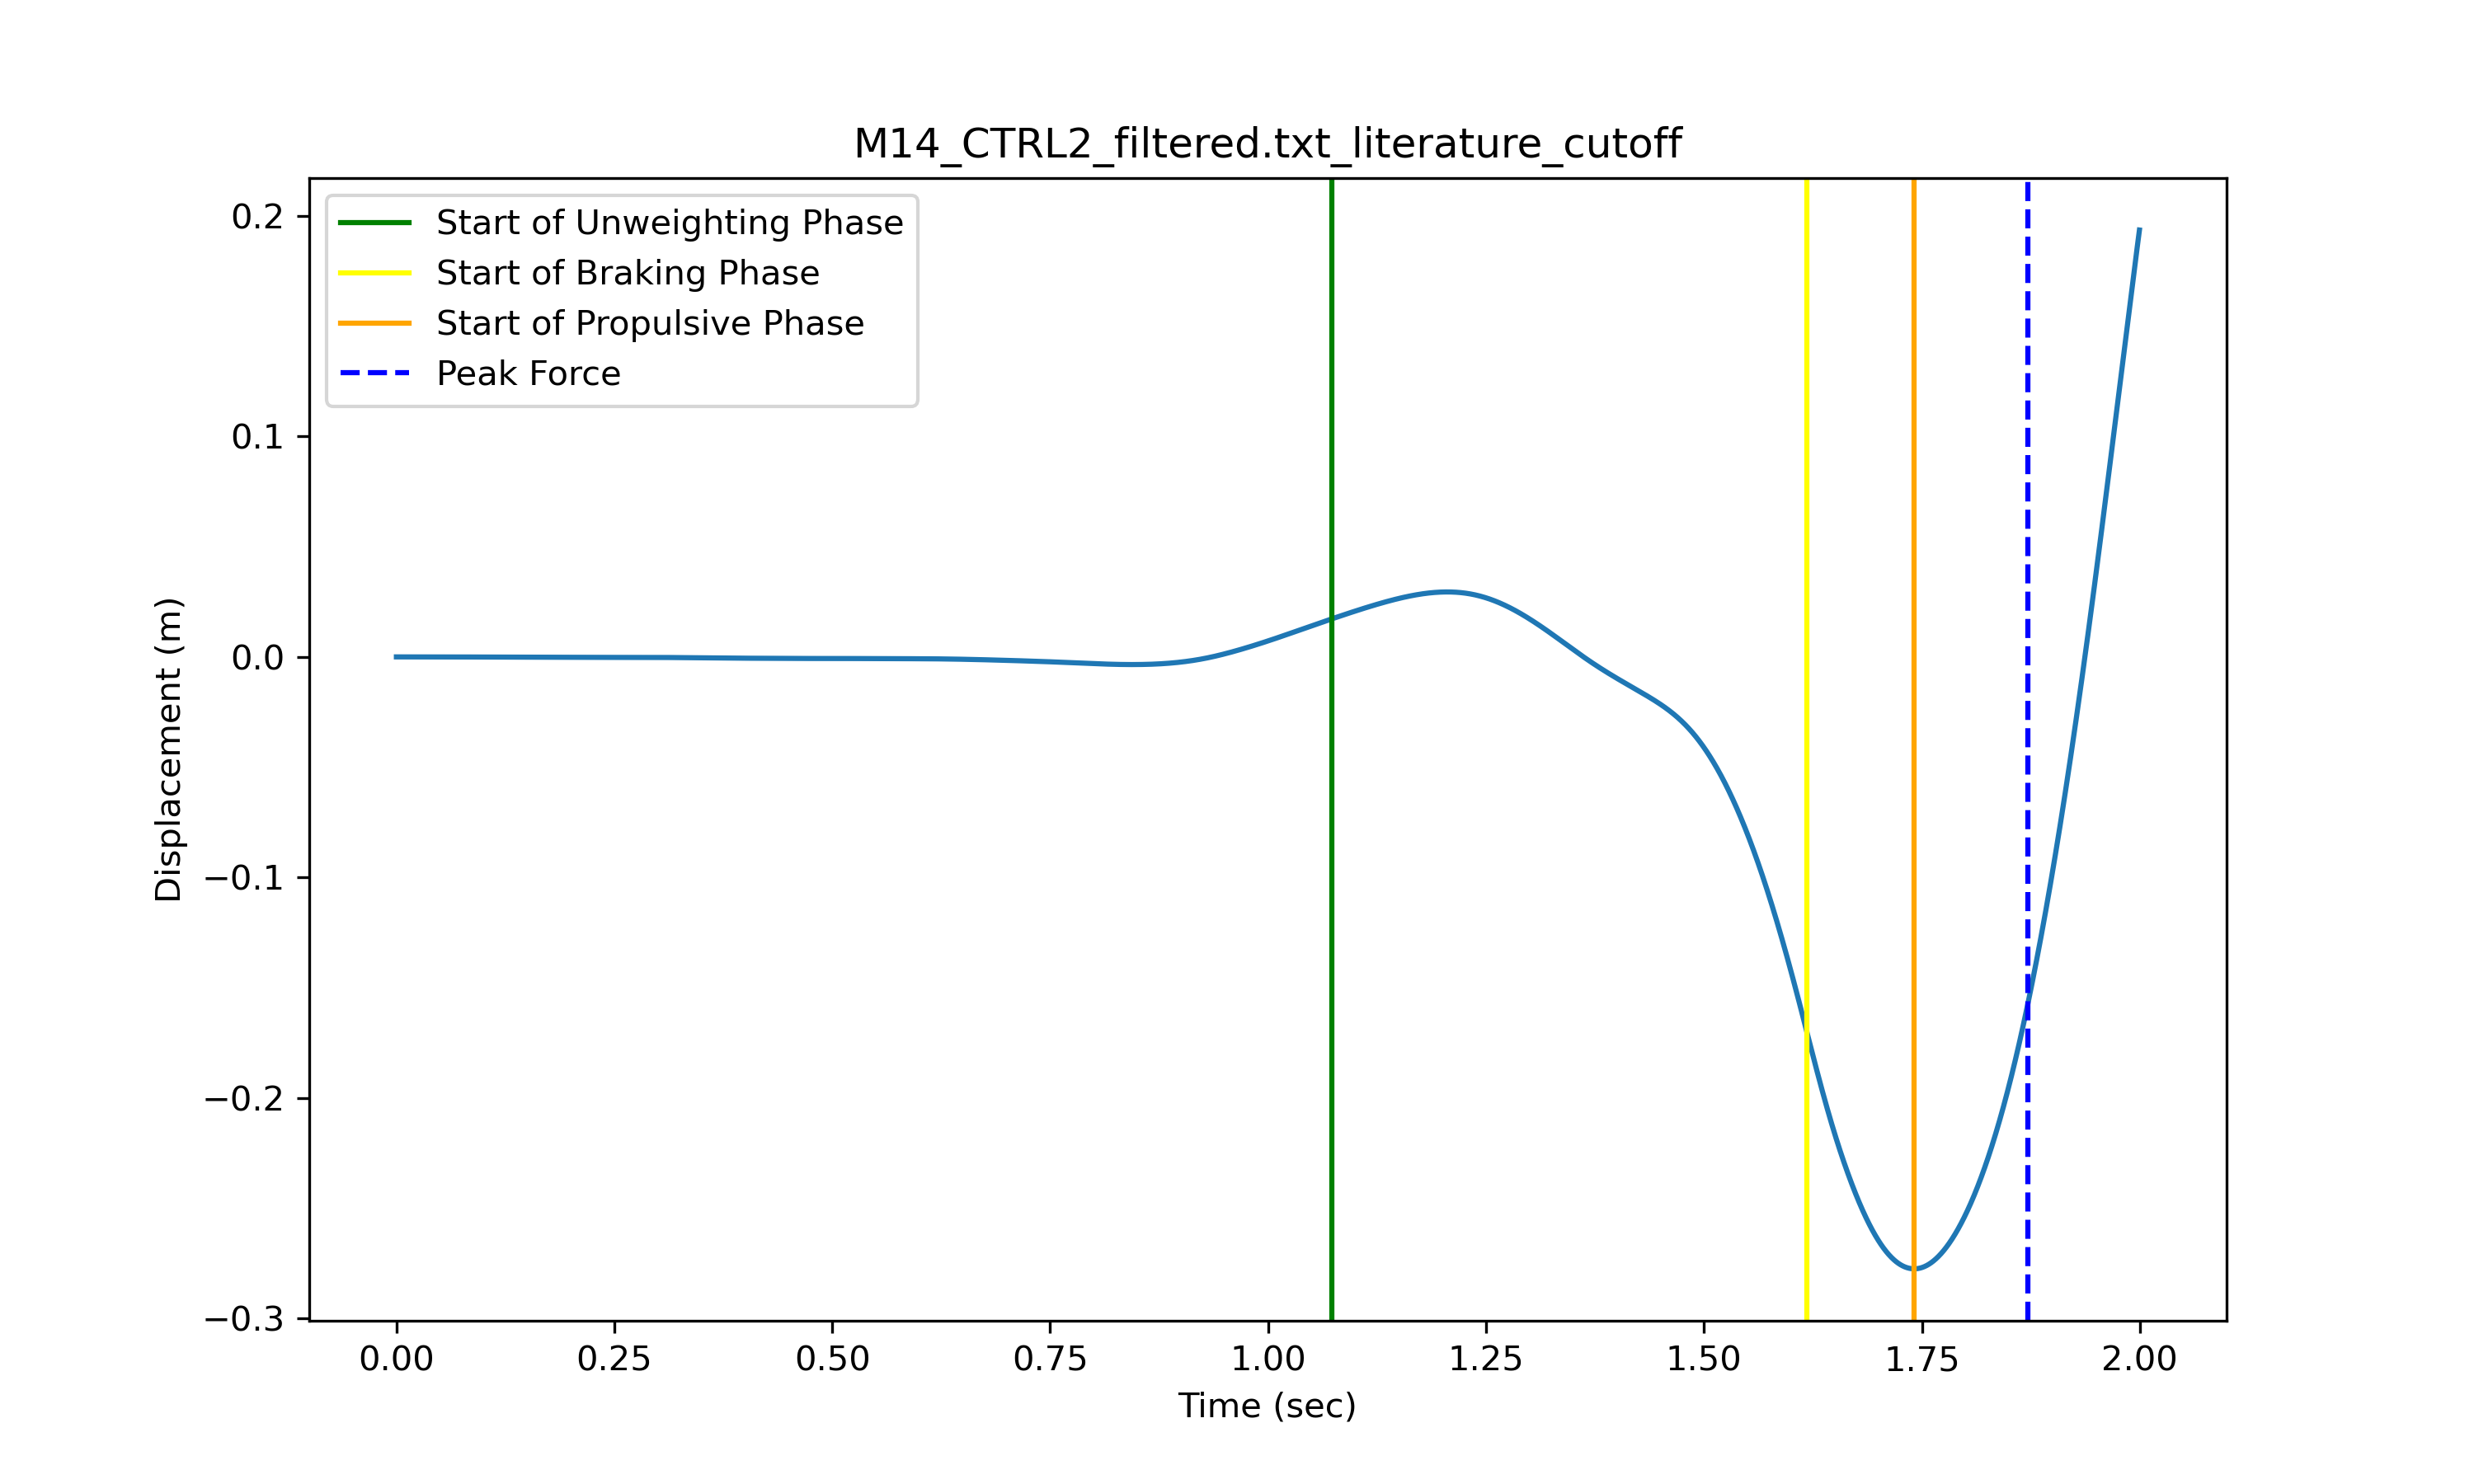 M14_CTRL2_filtered.txt_literature_cutoff
Start of Unweighting Phase
Start of Braking Phase
Start of Propulsive Phase
Peak Force
0.2
0.1
0.0
−0.1
−0.2
−0.3
Displacement (m)
0.00 0.25 0.50 0.75 1.00 1.25 1.50 1.75 2.00
Time (sec)